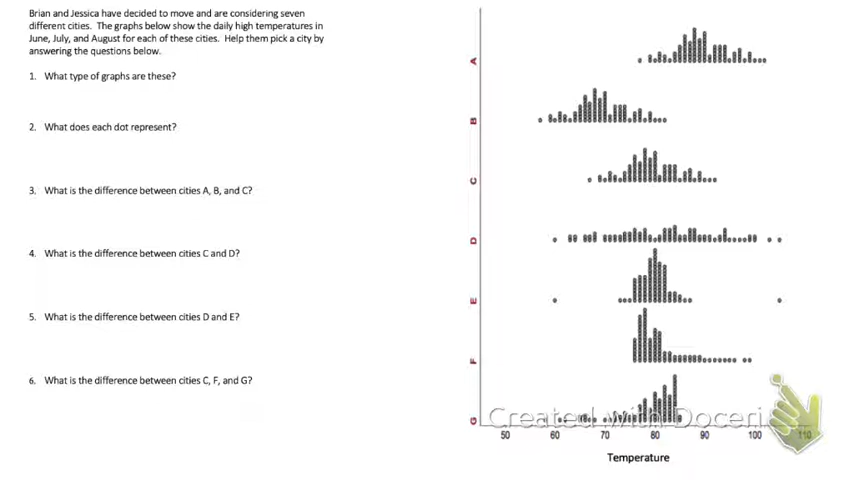 Brian and Jessica have decided to move and are considering seven
different cities. The graphs below show the daily high temperatures in
June, July, and August for each of these cities. Help them pick a city by
answering the questions below.
1. What type of graphs are these?
2. What does each dot represent?
3. What is the difference between cities A, B, and C?
4. What is the difference between cities C and D?
5. What is the difference between cities D and E?
6. What is the difference between cities C, F, and G?
A
B
C
D
E
F
G
Created with Doceri
50 60 70 80 90 100 110
Temperature